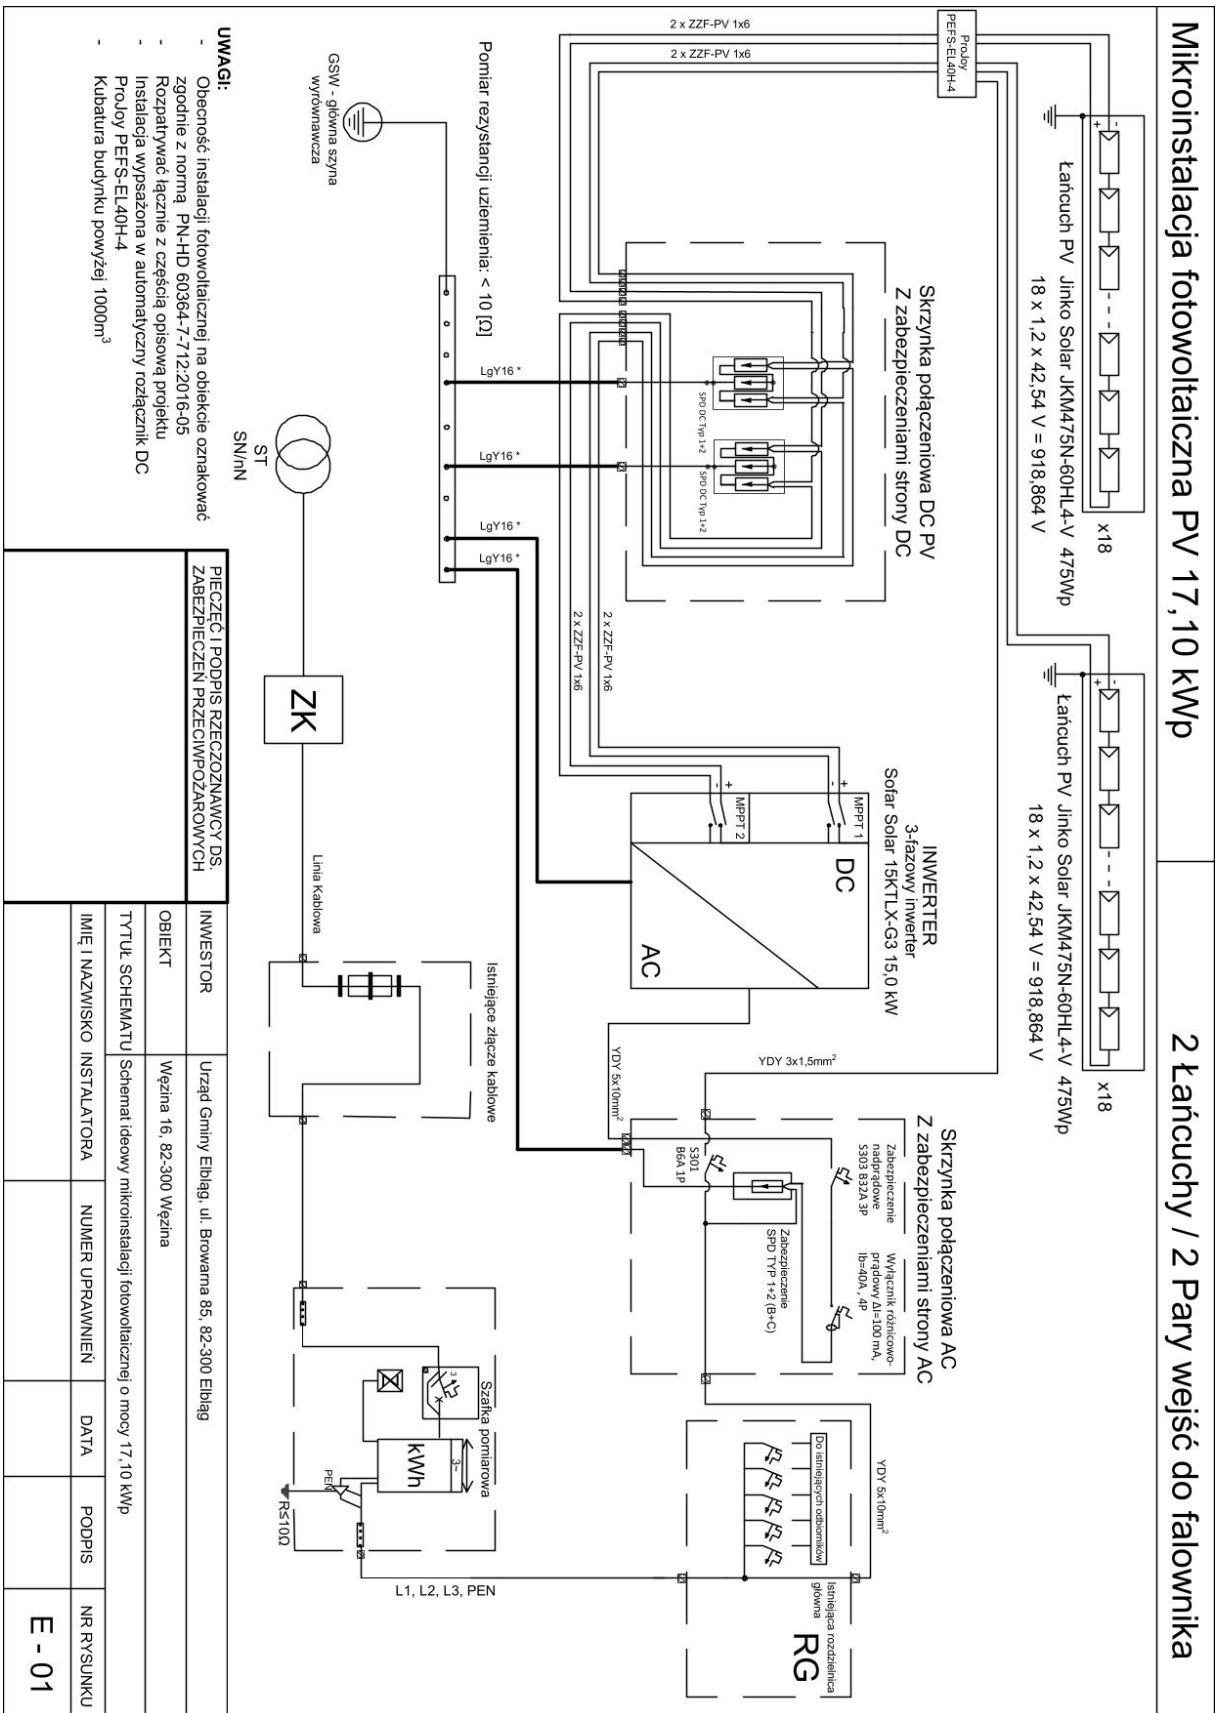 Mikroinstalacja fotowoltaiczna PV 17,10 kWp
2 Łańcuchy / 2 Pary wejść do falownika
ProJoy
PEFS-EL40H-4
2 x ZZF-PV 1x6
2 x ZZF-PV 1x6
- +
x18
Łańcuch PV Jinko Solar JKM475N-60HL4-V 475Wp
18 x 1,2 x 42,54 V = 918,864 V
- +
x18
Łańcuch PV Jinko Solar JKM475N-60HL4-V 475Wp
18 x 1,2 x 42,54 V = 918,864 V
Skrzynka połączeniowa DC PV
Z zabezpieczeniami strony DC
SPD DC Typ 1+2
SPD DC Typ 1+2
2 x ZZF-PV 1x6
2 x ZZF-PV 1x6
INWERTER
3-fazowy inwerter
Sofar Solar 15KTLX-G3 15,0 kW
MPPT 1
+
-
MPPT 2
+
-
DC
AC
YDY 5x10mm²
YDY 3x1,5mm²
Skrzynka połączeniowa AC
Z zabezpieczeniami strony AC
Zabezpieczenie
nadprądowe
S303 B32A 3P
Wyłącznik różnicowo-
prądowy ΔI=100 mA,
Ib=40A , 4P
S301
B6A 1P
Zabezpieczenie
SPD TYP 1+2 (B+C)
YDY 5x10mm²
Do istniejących odbiorników
Istniejąca rozdzielnica
główna
RG
Pomiar rezystancji uziemienia: < 10 [Ω]
GSW - główna szyna
wyrównawcza
LgY16 *
LgY16 *
LgY16 *
LgY16 *
ST
SN/nN
ZK
Linia Kablowa
Istniejące złącze kablowe
Szafka pomiarowa
3
kWh
3~
PEN
R≤10Ω
L1, L2, L3, PEN
UWAGI:
- Obecność instalacji fotowoltaicznej na obiekcie oznakować
zgodnie z normą PN-HD 60364-7-712:2016-05
- Rozpatrywać łącznie z częścią opisową projektu
- Instalacja wypsażona w automatyczny rozłącznik DC
ProJoy PEFS-EL40H-4
- Kubatura budynku powyżej 1000m³
PIECZĘĆ I PODPIS RZECZOZNAWCY DS.
ZABEZPIECZEŃ PRZECIWPOŻAROWYCH
INWESTOR Urząd Gminy Elbląg, ul. Browarna 85, 82-300 Elbląg
OBIEKT Węzina 16, 82-300 Węzina
TYTUŁ SCHEMATU Schemat ideowy mikroinstalacji fotowoltaicznej o mocy 17,10 kWp
IMIĘ I NAZWISKO INSTALATORA NUMER UPRAWNIEŃ DATA PODPIS NR RYSUNKU
E - 01